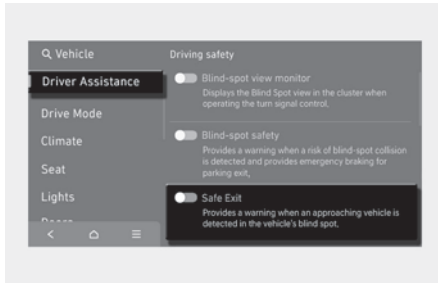 Vehicle
Driving safety
Driver Assistance
Drive Mode
Climate
Seat
Lights
Blind-spot view monitor
Displays the Blind Spot view in the cluster when
operating the turn signal control.
Blind-spot safety
Provides a warning when a risk of blind-spot collision
is detected and provides emergency braking for
parking exit.
Safe Exit
Provides a warning when an approaching vehicle is
detected in the vehicle's blind spot.